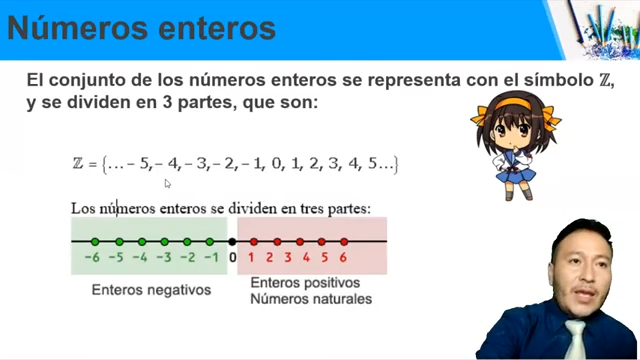 Números enteros
El conjunto de los números enteros se representa con el símbolo ℤ,
y se dividen en 3 partes, que son:
ℤ = {… − 5, − 4, − 3, − 2, − 1, 0, 1, 2, 3, 4, 5…}
Los números enteros se dividen en tres partes:
-6 -5 -4 -3 -2 -1 0 1 2 3 4 5 6
Enteros negativos
Enteros positivos
Números naturales